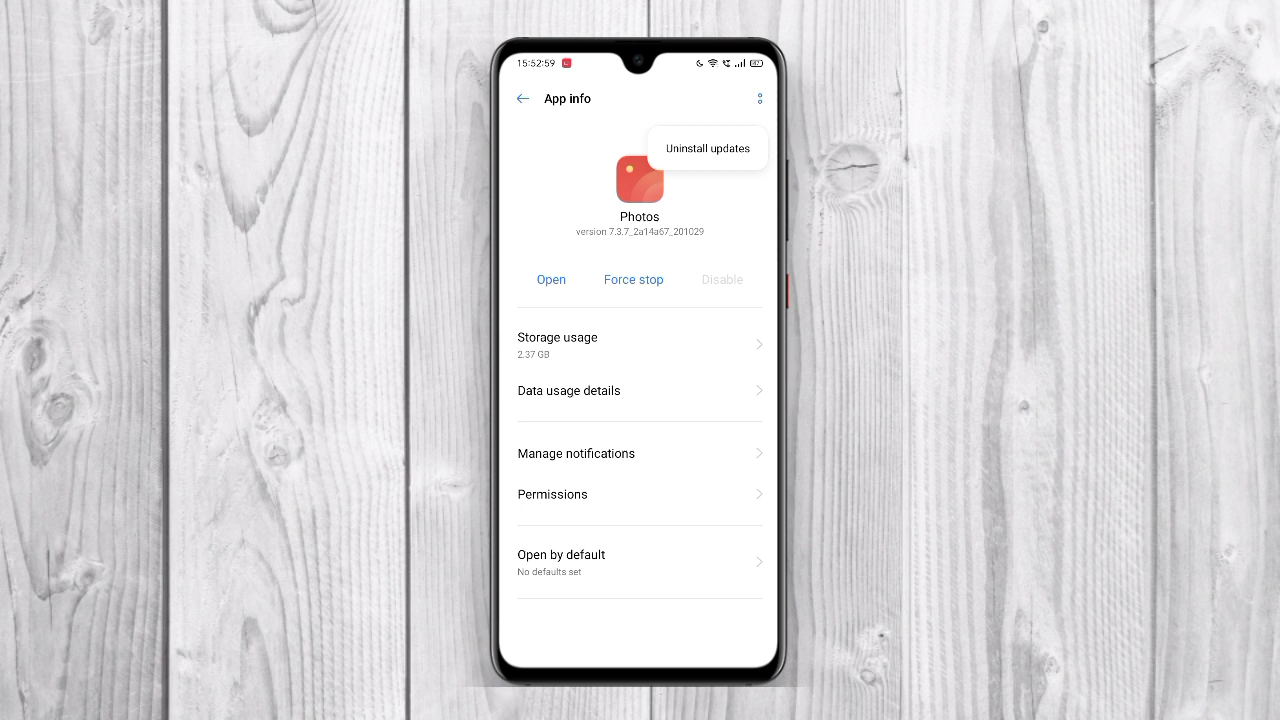 15:52:59
App info
Uninstall updates
Photos
version 7.3.7_2a14a67_201029
Open Force stop Disable
Storage usage
2.37 GB
Data usage details
Manage notifications
Permissions
Open by default
No defaults set